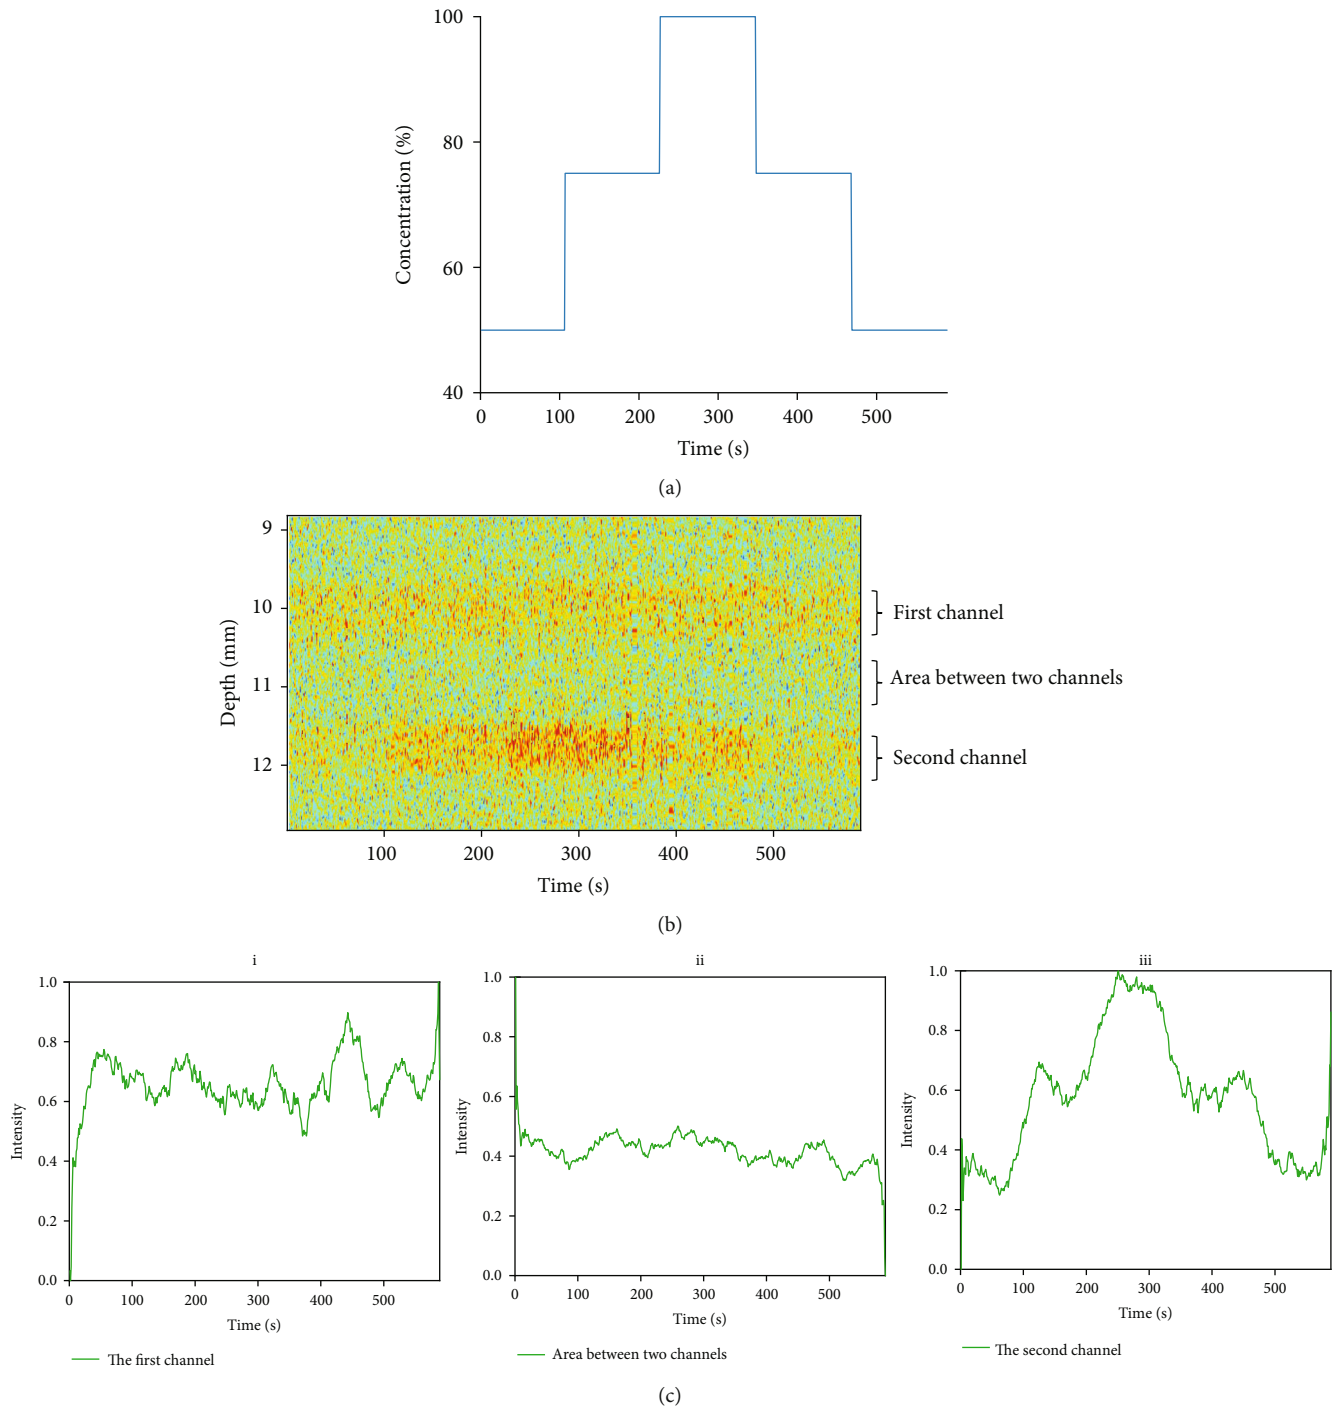 100
80
60
40
Concentration (%)
0 100 200 300 400 500
Time (s)
(a)
9
10
11
12
Depth (mm)
First channel
Area between two channels
Second channel
100 200 300 400 500
Time (s)
(b)
i
1.0
0.8
0.6
0.4
0.2
0.0
Intensity
0 100 200 300 400 500
Time (s)
The first channel
ii
1.0
0.8
0.6
0.4
0.2
0.0
Intensity
0 100 200 300 400 500
Time (s)
Area between two channels
iii
1.0
0.8
0.6
0.4
0.2
0.0
Intensity
0 100 200 300 400 500
Time (s)
The second channel
(c)